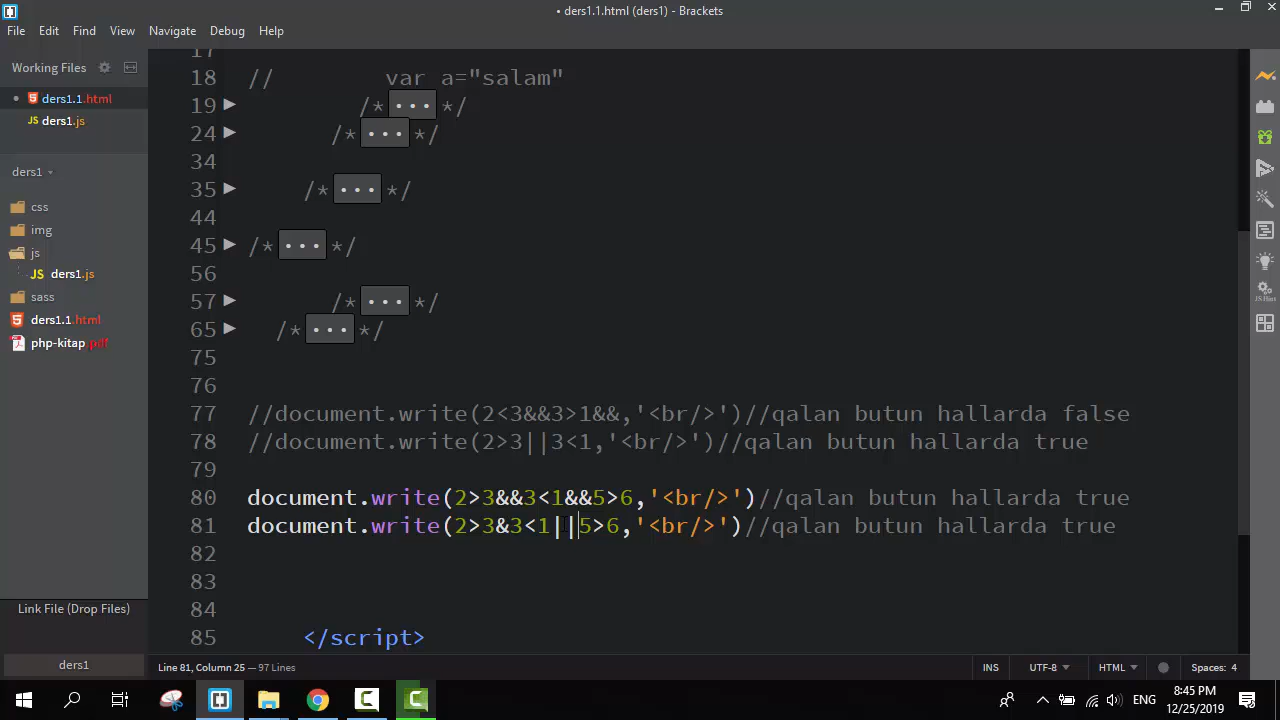 • ders1.1.html (ders1) - Brackets
File Edit Find View Navigate Debug Help
Working Files
• ders1.1.html
JS ders1.js
ders1
css
img
js
JS ders1.js
sass
ders1.1.html
php-kitap.pdf
Link File (Drop Files)
ders1
17
18 // var a="salam"
19 /*...*/
24 /*...*/
34
35 /*...*/
44
45 /*...*/
56
57 /*...*/
65 /*...*/
75
76
77 //document.write(2<3&&3>1&&,'<br/>')//qalan butun hallarda false
78 //document.write(2>3||3<1,'<br/>')//qalan butun hallarda true
79
80 document.write(2>3&&3<1&&5>6,'<br/>')//qalan butun hallarda true
81 document.write(2>3&3<1||5>6,'<br/>')//qalan butun hallarda true
82
83
84
85 </script>
JS Hint
Line 81, Column 25 — 97 Lines INS UTF-8 HTML Spaces: 4
ENG 8:45 PM
12/25/2019